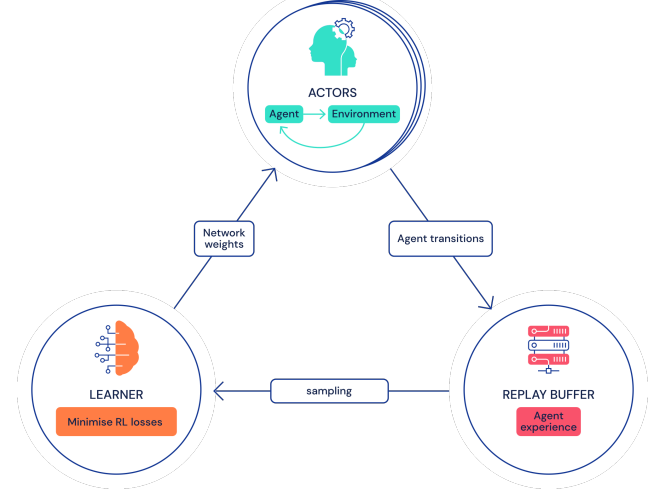 ACTORS
Agent
Environment
Network
weights
Agent transitions
LEARNER
Minimise RL losses
sampling
REPLAY BUFFER
Agent
experience